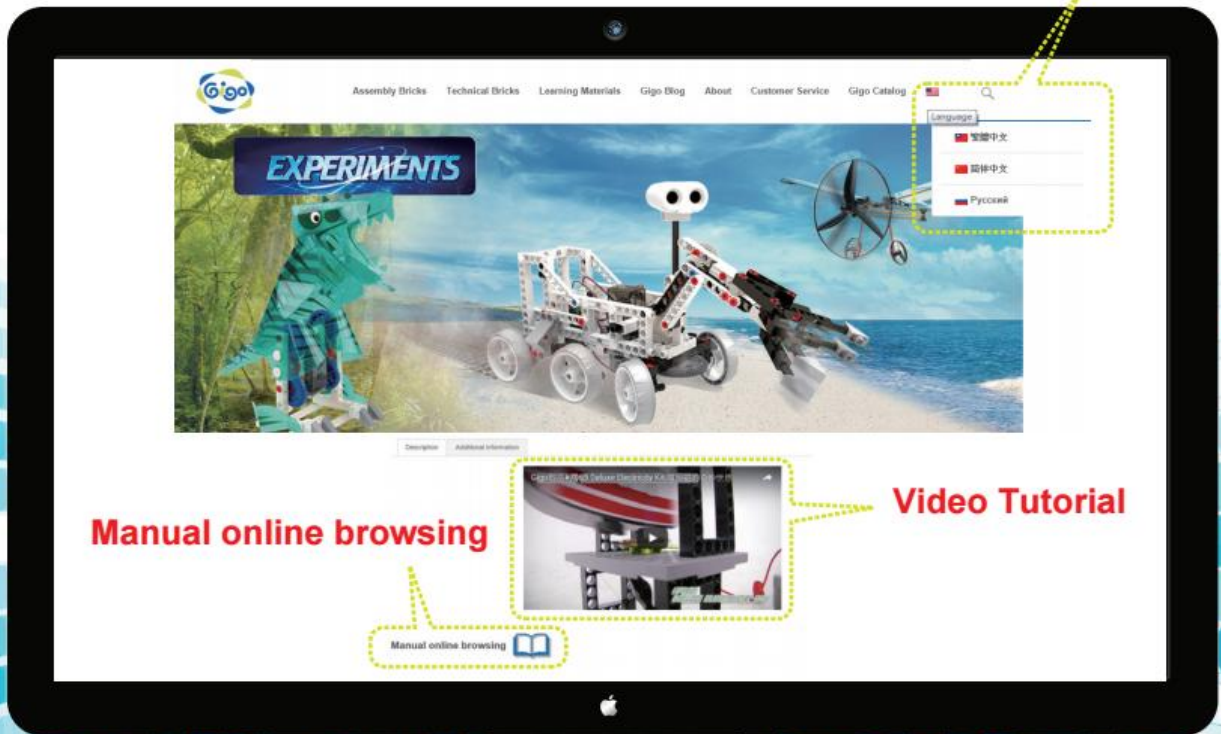 Gigo
Assembly Bricks Technical Bricks Learning Materials Gigo Blog About Customer Service Gigo Catalog
Language
繁體中文
简体中文
Русский
EXPERIMENTS
Description Additional information
Video Tutorial
Manual online browsing
Manual online browsing